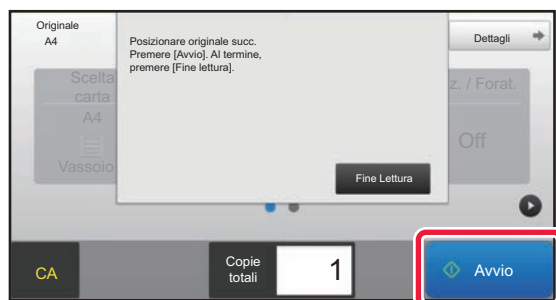 Originale
A4
Posizionare originale succ.
Premere [Avvio]. Al termine,
premere [Fine lettura].
Dettagli
Scelta
carta
A4
Vassoio
z. / Forat.
Off
Fine Lettura
CA
Copie
totali
1
Avvio